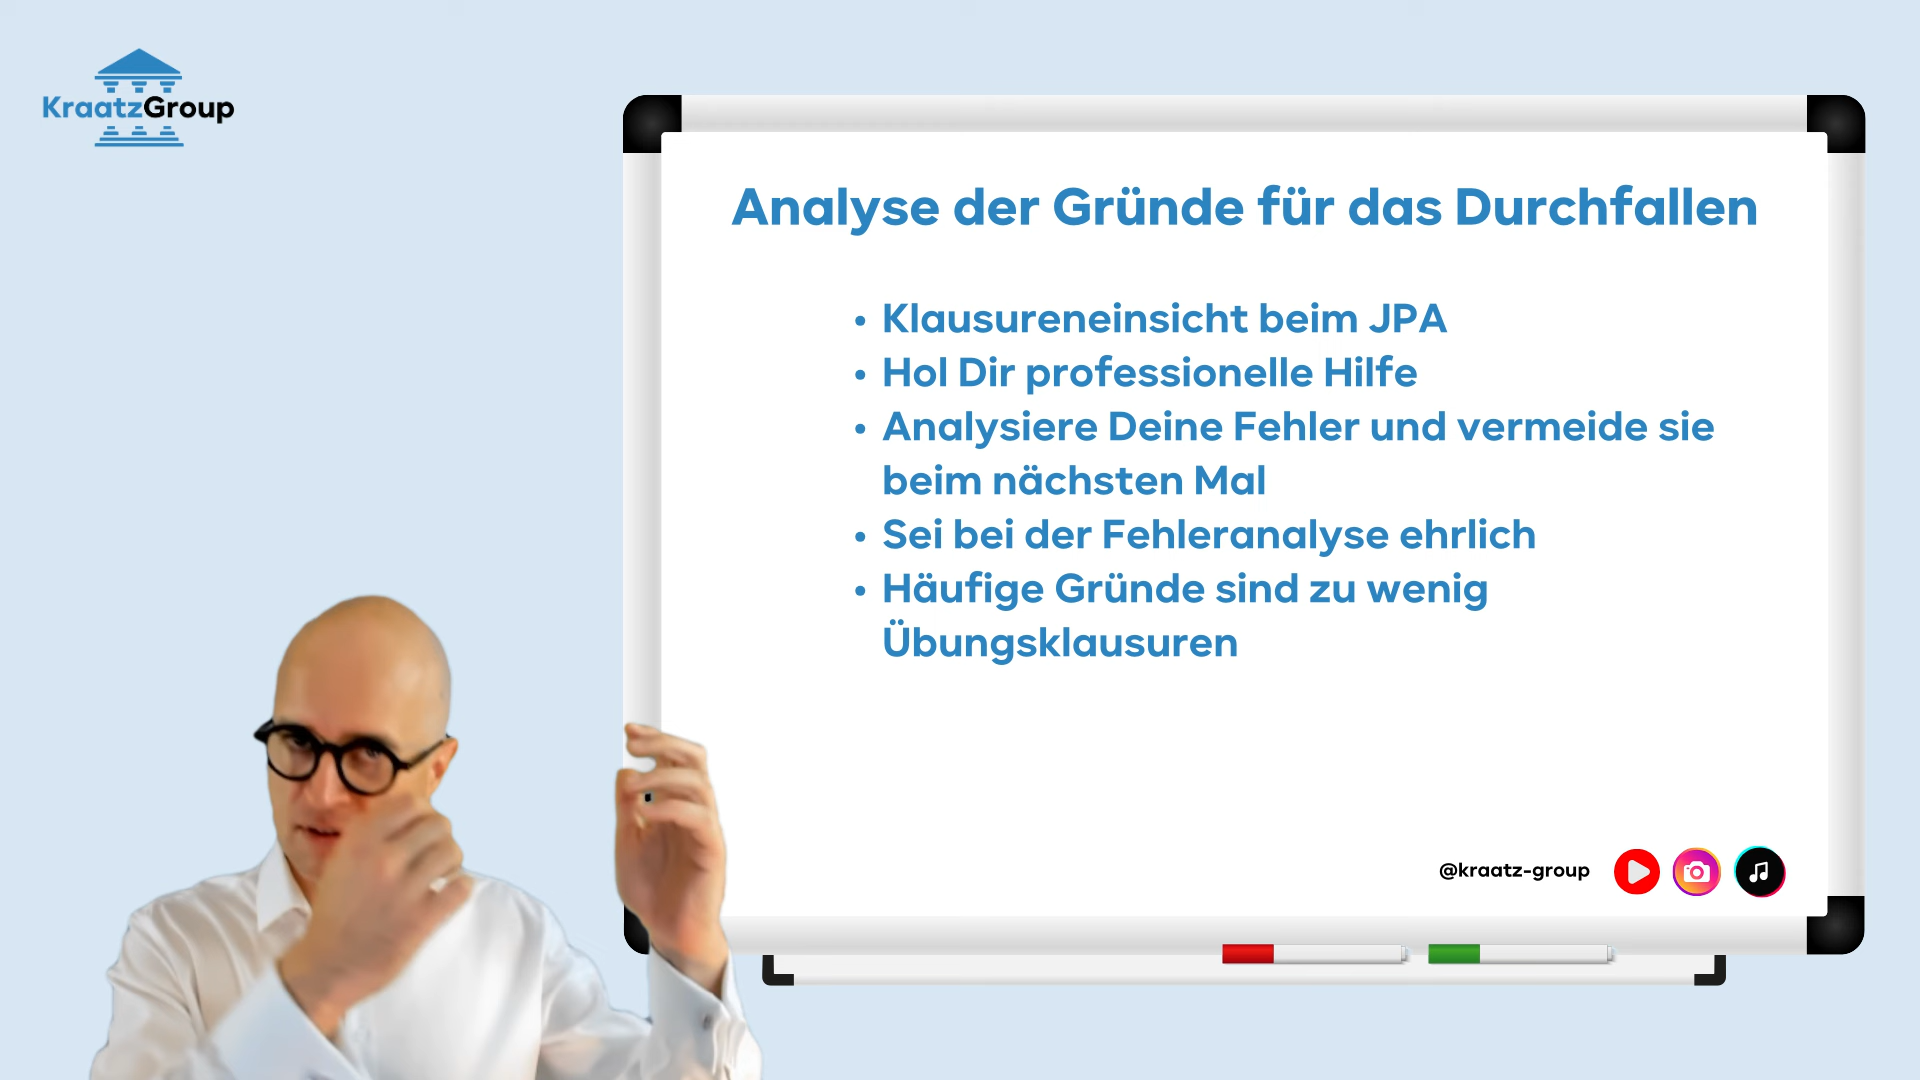 KraatzGroup
Analyse der Gründe für das Durchfallen
• Klausureneinsicht beim JPA
• Hol Dir professionelle Hilfe
• Analysiere Deine Fehler und vermeide sie
beim nächsten Mal
• Sei bei der Fehleranalyse ehrlich
• Häufige Gründe sind zu wenig
Übungsklausuren
@kraatz-group